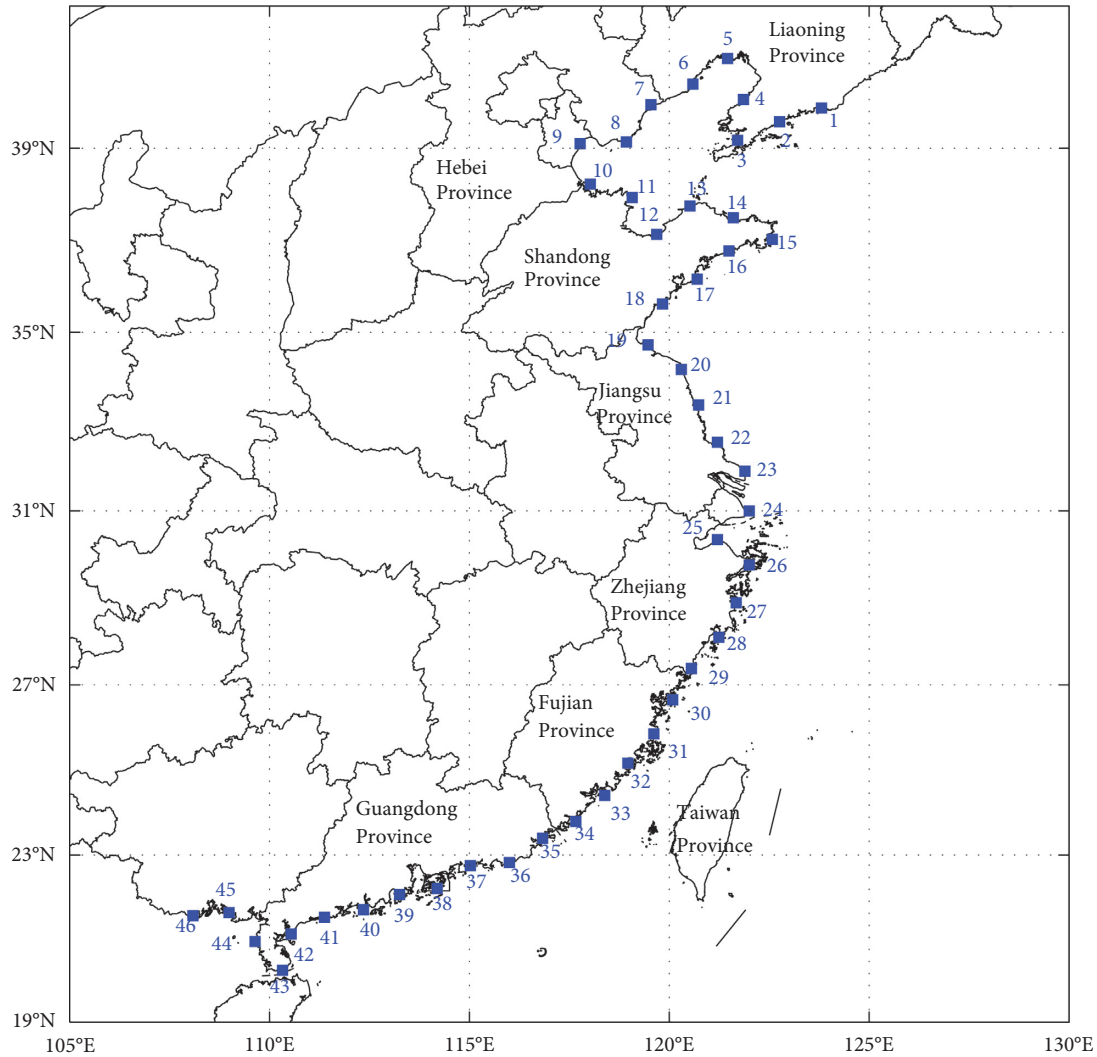 5
Liaoning
Province
6
7
4
1
8
9
2
3
39°N
Hebei
Province
10
11
13
12
14
15
Shandong
Province
16
17
18
35°N
19
20
Jiangsu
Province
21
22
23
31°N
24
25
26
Zhejiang
Province
27
28
29
27°N
Fujian
Province
30
31
32
33
Guangdong
Province
Taiwan
Province
34
35
23°N
36
37
38
39
40
41
45
46
44
42
43
19°N
105°E
110°E
115°E
120°E
125°E
130°E